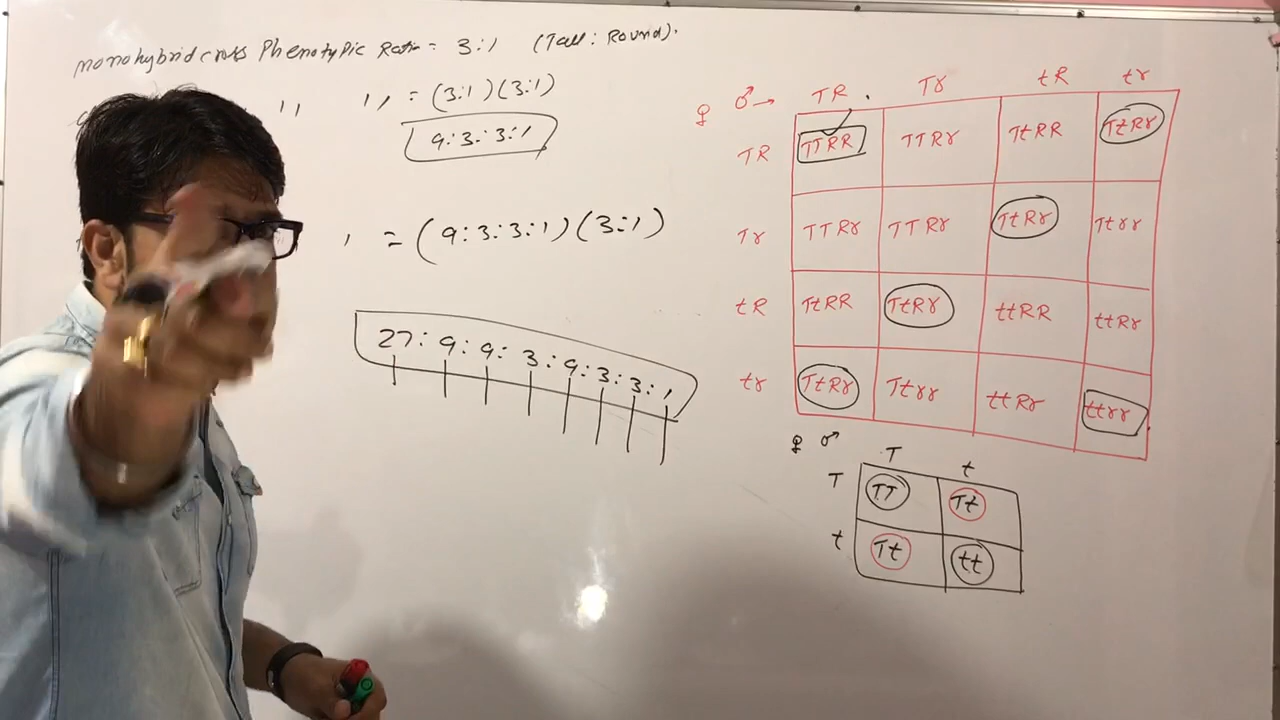 monohybrid cross Phenotypic Ratio = 3:1 (Tall : Round).
,, ,, = (3:1)(3:1)
9:3:3:1
, = (9:3:3:1)(3:1)
27:9:9:3:9:3:3:1
♀ ♂→ TR . Tr tR tr
TR TTRR TTRr TtRR TtRr
Tr TTRr TTRr TtRr Ttrr
tR TtRR TtRr ttRR ttRr
tr TtRr Ttrr ttRr ttrr
♀ ♂ T t
T TT Tt
t Tt tt